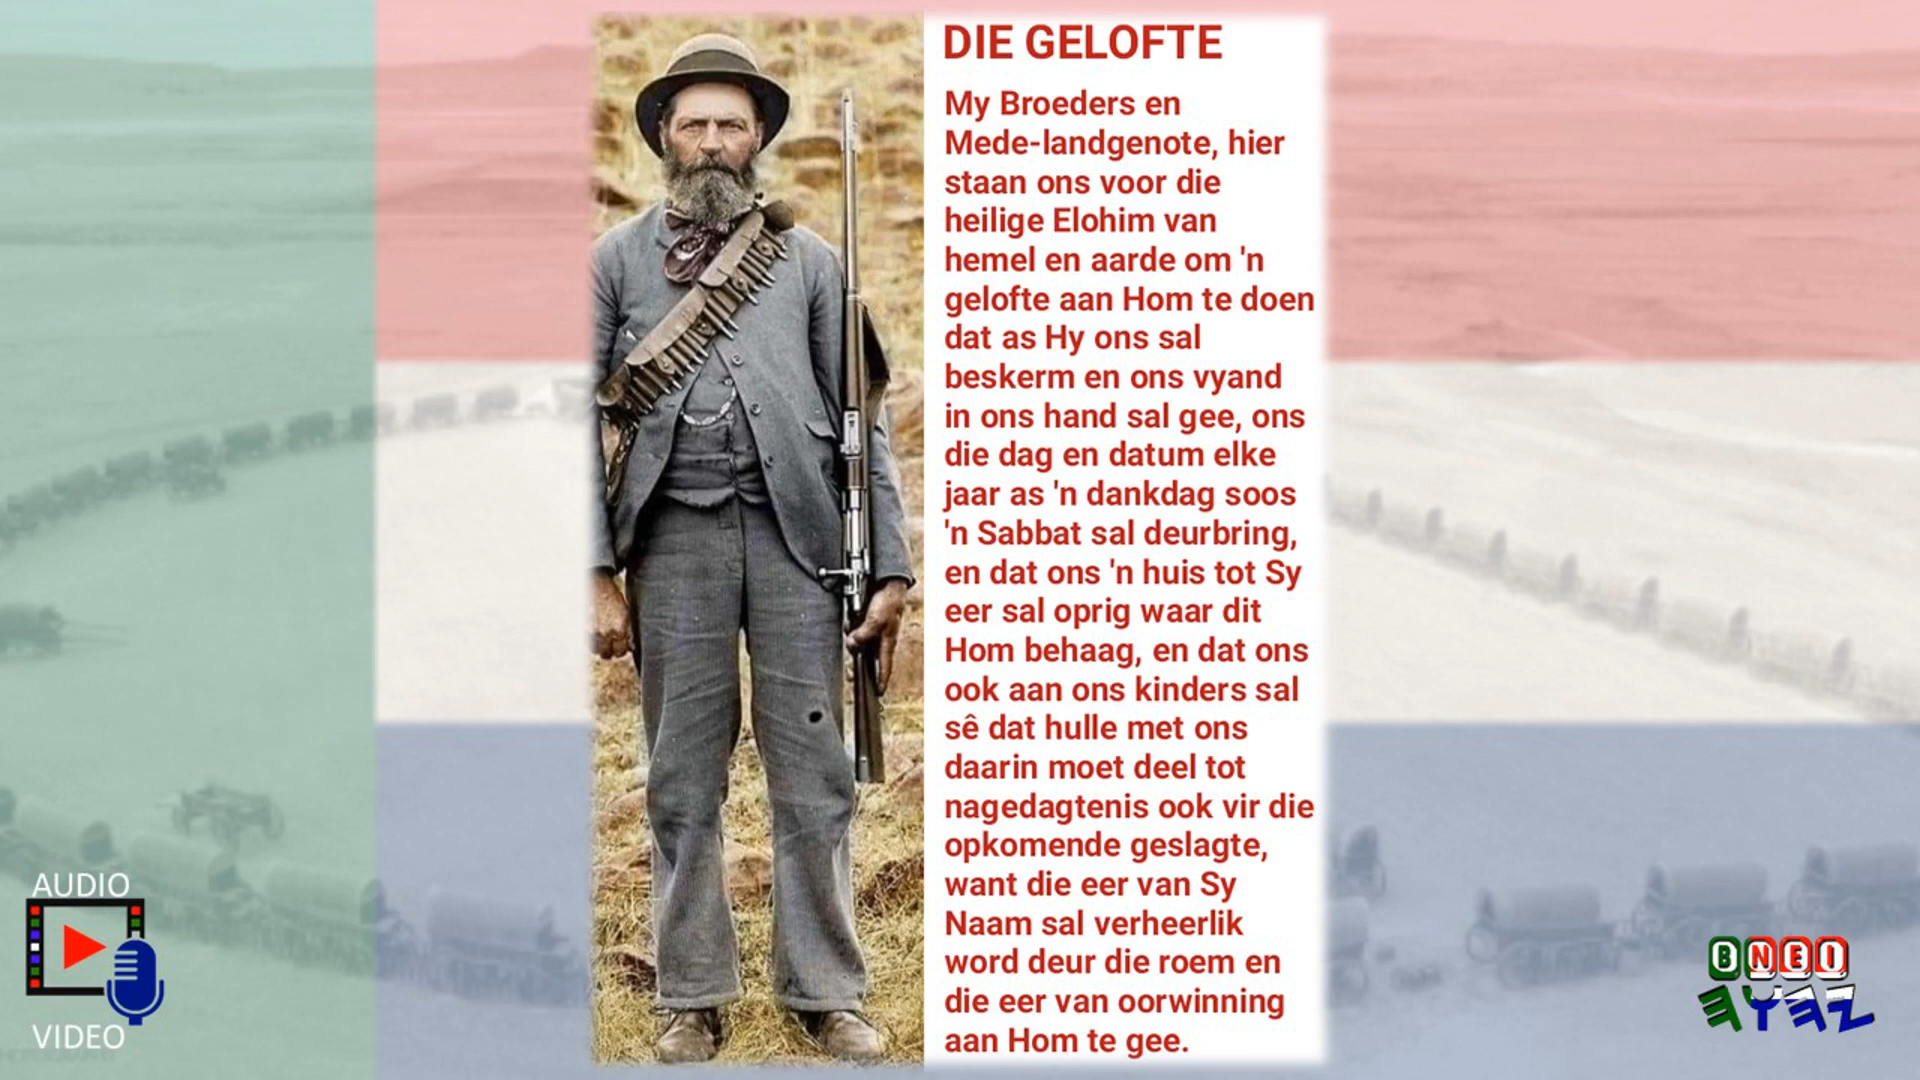 DIE GELOFTE
My Broeders en
Mede-landgenote, hier
staan ons voor die
heilige Elohim van
hemel en aarde om 'n
gelofte aan Hom te doen
dat as Hy ons sal
beskerm en ons vyand
in ons hand sal gee, ons
die dag en datum elke
jaar as 'n dankdag soos
'n Sabbat sal deurbring,
en dat ons 'n huis tot Sy
eer sal oprig waar dit
Hom behaag, en dat ons
ook aan ons kinders sal
sê dat hulle met ons
daarin moet deel tot
nagedagtenis ook vir die
opkomende geslagte,
want die eer van Sy
Naam sal verheerlik
word deur die roem en
die eer van oorwinning
aan Hom te gee.
AUDIO
VIDEO
BNEI